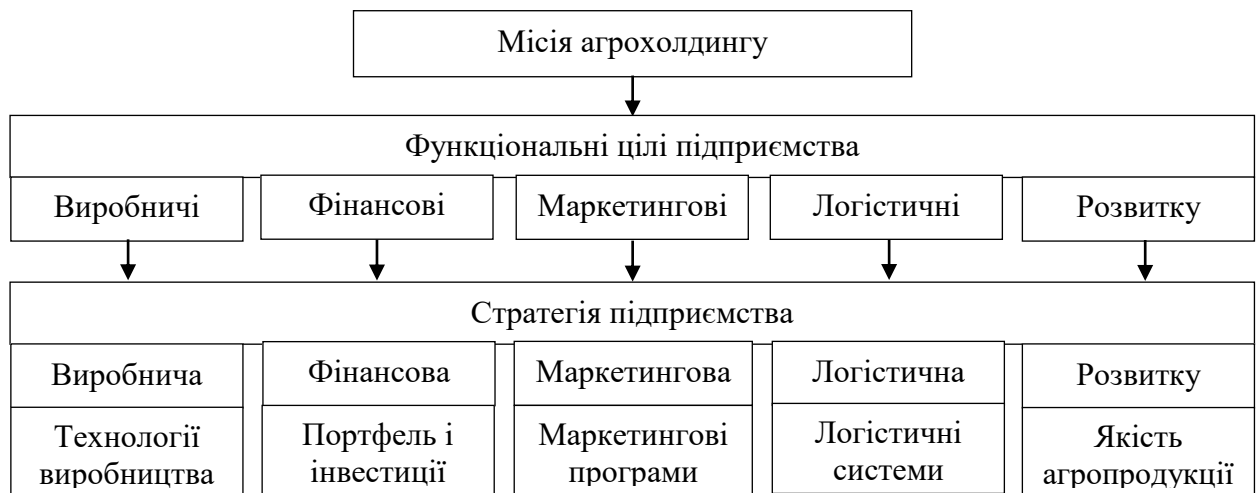 Місія агрохолдингу
Функціональні цілі підприємства
Виробничі
Фінансові
Маркетингові
Логістичні
Розвитку
Стратегія підприємства
Виробнича
Фінансова
Маркетингова
Логістична
Розвитку
Технології
виробництва
Портфель і
інвестиції
Маркетингові
програми
Логістичні
системи
Якість
агропродукції